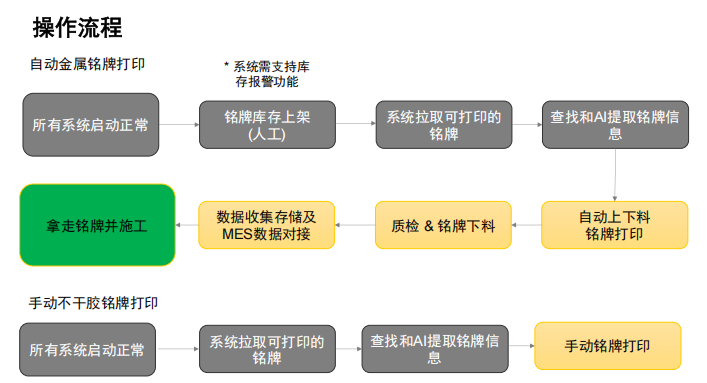 操作流程
自动金属铭牌打印
* 系统需支持库
存报警功能
所有系统启动正常
铭牌库存上架
(人工)
系统拉取可打印的
铭牌
查找和AI提取铭牌信
息
拿走铭牌并施工
数据收集存储及
MES数据对接
质检 & 铭牌下料
自动上下料
铭牌打印
手动不干胶铭牌打印
所有系统启动正常
系统拉取可打印的
铭牌
查找和AI提取铭牌信
息
手动铭牌打印